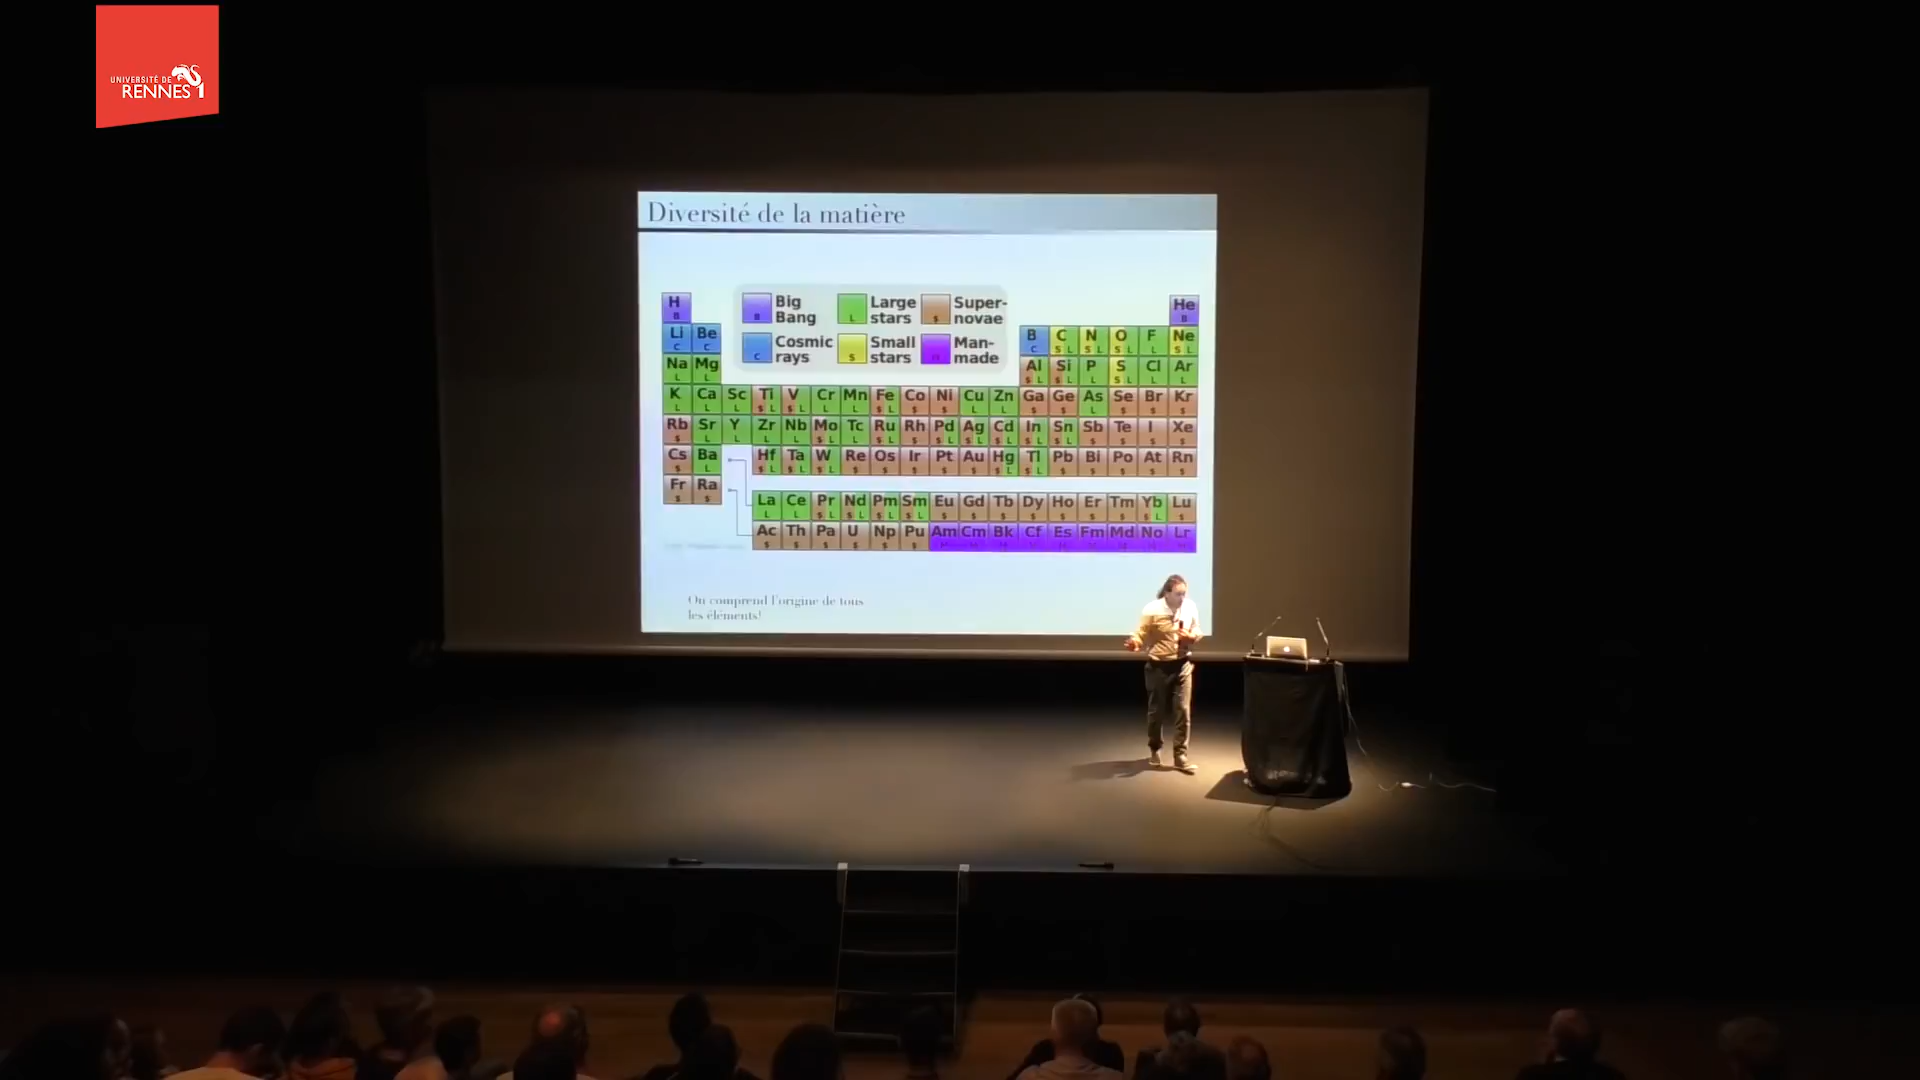 UNIVERSITÉ DE
RENNES 1
Diversité de la matière
H He
B B
Big Bang
B
Large stars
L
Super-novae
S
Cosmic rays
C
Small stars
S
Man-made
M
Li Be B C N O F Ne
C C C S L S L S L L S L
Na Mg Al Si P S Cl Ar
L L S L S L L S L L L
K Ca Sc Ti V Cr Mn Fe Co Ni Cu Zn Ga Ge As Se Br Kr
L L L S L S L L L S L S S L L S S L S S S
Rb Sr Y Zr Nb Mo Tc Ru Rh Pd Ag Cd In Sn Sb Te I Xe
S L L L L S L L S L S S L S L S L S L S L S S S S
Cs Ba Hf Ta W Re Os Ir Pt Au Hg Tl Pb Bi Po At Rn
S L S L S L S L S S S S S S L S L S S S S S
Fr Ra
S S
La Ce Pr Nd Pm Sm Eu Gd Tb Dy Ho Er Tm Yb Lu
L L S L S L S L S L S S S S S S S S L S
Ac Th Pa U Np Pu Am Cm Bk Cf Es Fm Md No Lr
S S S S S S M M M M M M M M M
On comprend l'origine de tous
les éléments!